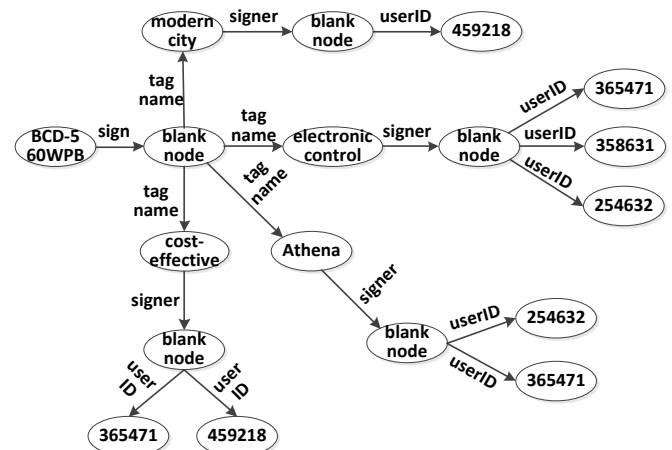 modern
city
signer
blank
node
userID
459218
tag
name
BCD-5
60WPB
sign
blank
node
tag
name
electronic
control
signer
blank
node
userID
365471
userID
358631
userID
254632
tag
name
tag
name
cost-
effective
Athena
signer
signer
blank
node
blank
node
userID
254632
userID
365471
user
ID
user
ID
365471
459218